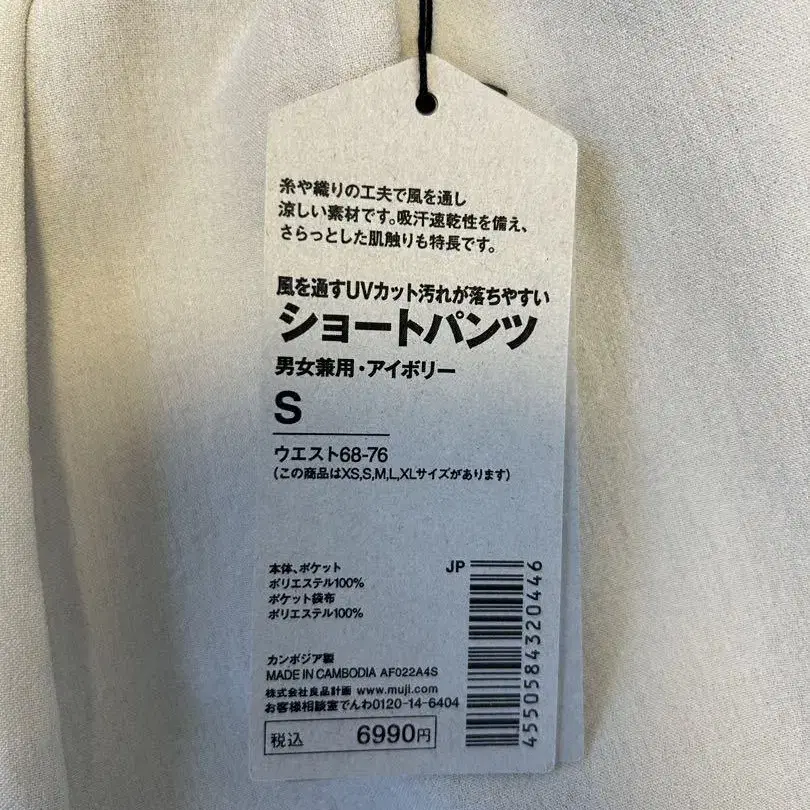 糸や織りの工夫で風を通し
涼しい素材です。吸汗速乾性を備え、
さらっとした肌触りも特長です。
風を通すUVカット汚れが落ちやすい
ショートパンツ
男女兼用・アイボリー
S
ウエスト68-76
(この商品はXS,S,M,L,XLサイズがあります)
本体、ポケット
ポリエステル100%
ポケット袋布
ポリエステル100%
カンボジア製
MADE IN CAMBODIA AF022A4S
株式会社良品計画 www.muji.com
お客様相談室でんわ0120-14-6404
税込 6990円
JP
4550584320446